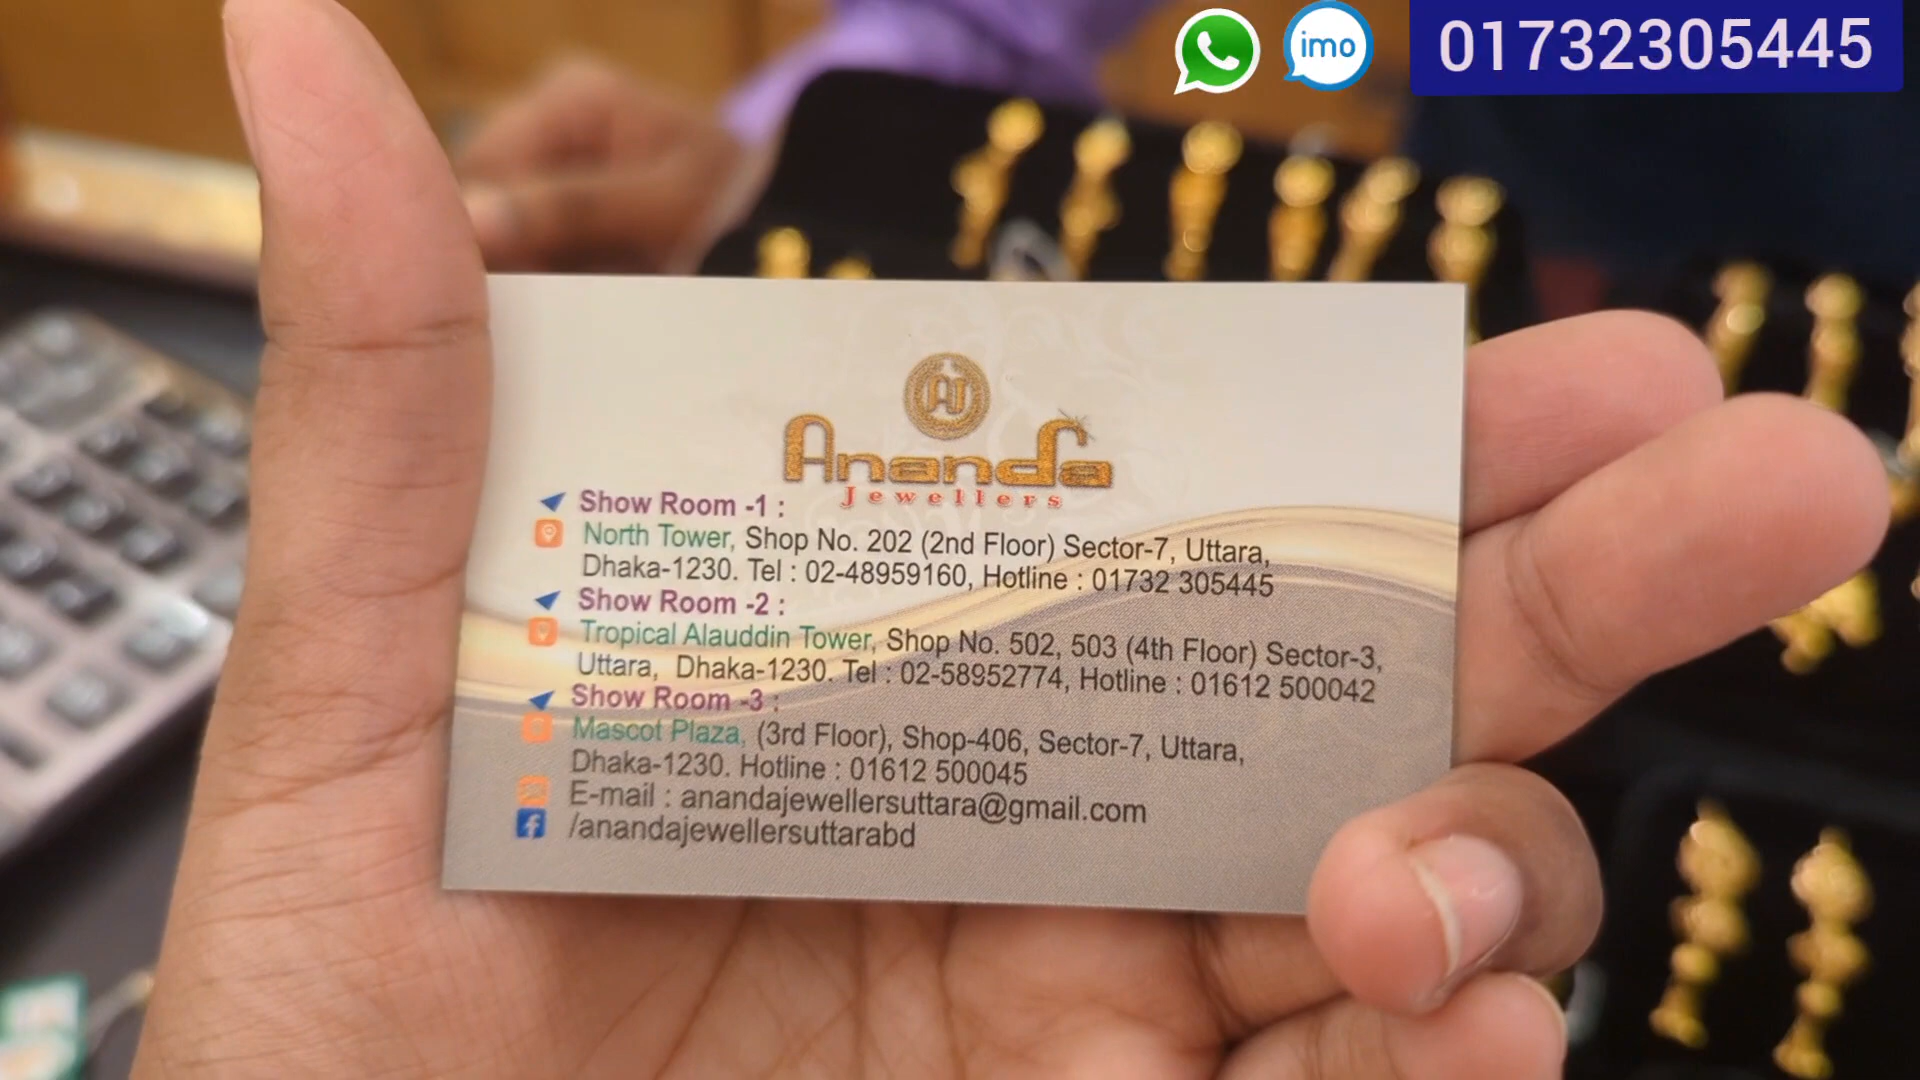 imo
01732305445
AJ
Ananda
Jewellers
Show Room -1 :
North Tower, Shop No. 202 (2nd Floor) Sector-7, Uttara,
Dhaka-1230. Tel : 02-48959160, Hotline : 01732 305445
Show Room -2 :
Tropical Alauddin Tower, Shop No. 502, 503 (4th Floor) Sector-3,
Uttara, Dhaka-1230. Tel : 02-58952774, Hotline : 01612 500042
Show Room -3 :
Mascot Plaza, (3rd Floor), Shop-406, Sector-7, Uttara,
Dhaka-1230. Hotline : 01612 500045
E-mail : anandajewellersuttara@gmail.com
f /anandajewellersuttarabd